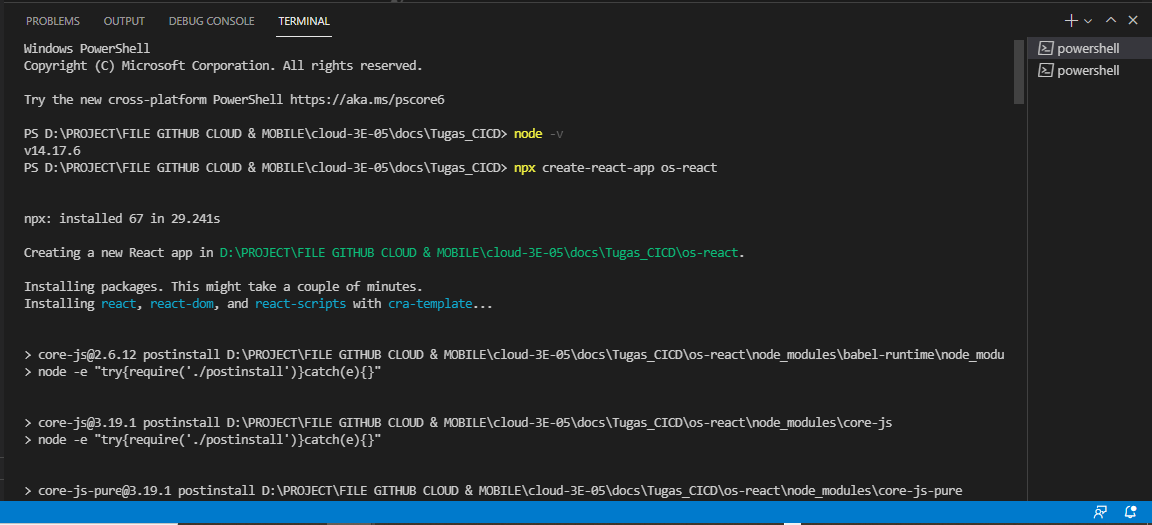 PROBLEMS OUTPUT DEBUG CONSOLE TERMINAL
Windows PowerShell
Copyright (C) Microsoft Corporation. All rights reserved.
Try the new cross-platform PowerShell https://aka.ms/pscore6
PS D:\PROJECT\FILE GITHUB CLOUD & MOBILE\cloud-3E-05\docs\Tugas_CICD> node -v
v14.17.6
PS D:\PROJECT\FILE GITHUB CLOUD & MOBILE\cloud-3E-05\docs\Tugas_CICD> npx create-react-app os-react
npx: installed 67 in 29.241s
Creating a new React app in D:\PROJECT\FILE GITHUB CLOUD & MOBILE\cloud-3E-05\docs\Tugas_CICD\os-react.
Installing packages. This might take a couple of minutes.
Installing react, react-dom, and react-scripts with cra-template...
> core-js@2.6.12 postinstall D:\PROJECT\FILE GITHUB CLOUD & MOBILE\cloud-3E-05\docs\Tugas_CICD\os-react\node_modules\babel-runtime\node_modu
> node -e "try{require('./postinstall')}catch(e){}"
> core-js@3.19.1 postinstall D:\PROJECT\FILE GITHUB CLOUD & MOBILE\cloud-3E-05\docs\Tugas_CICD\os-react\node_modules\core-js
> node -e "try{require('./postinstall')}catch(e){}"
> core-js-pure@3.19.1 postinstall D:\PROJECT\FILE GITHUB CLOUD & MOBILE\cloud-3E-05\docs\Tugas_CICD\os-react\node_modules\core-js-pure
powershell
powershell